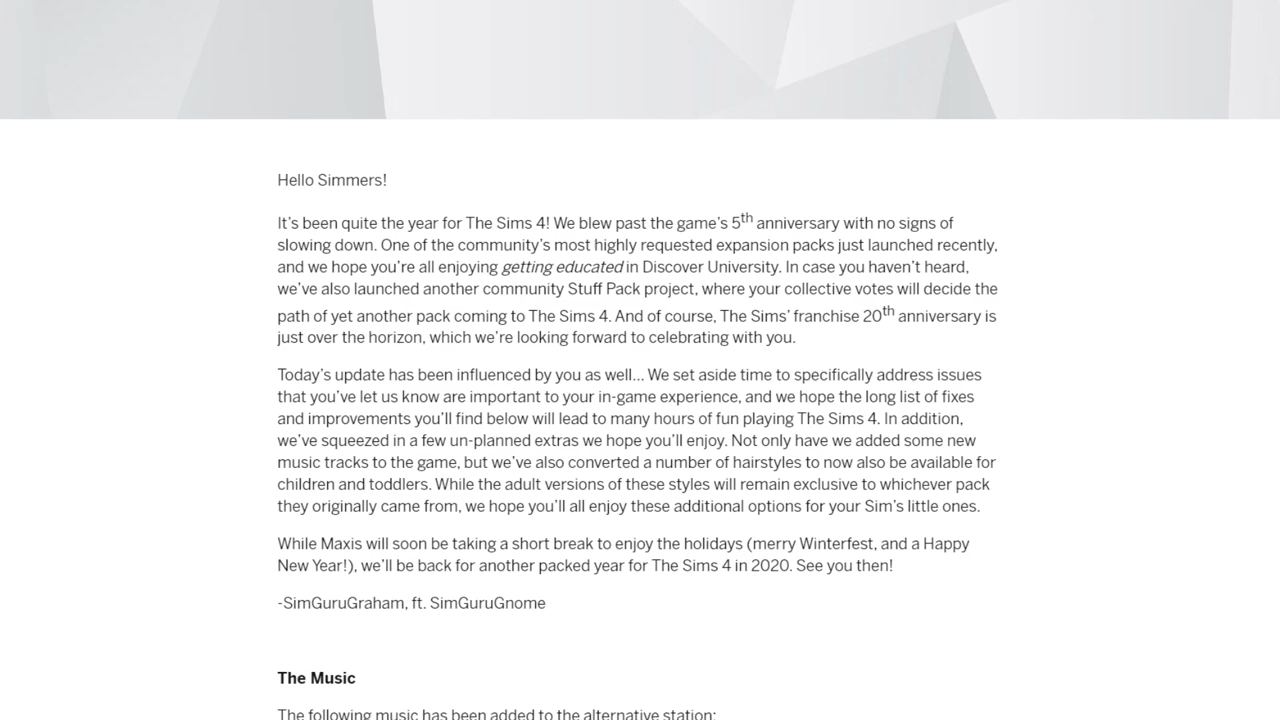 Hello Simmers!
It's been quite the year for The Sims 4! We blew past the game's 5th anniversary with no signs of
slowing down. One of the community's most highly requested expansion packs just launched recently,
and we hope you're all enjoying getting educated in Discover University. In case you haven't heard,
we've also launched another community Stuff Pack project, where your collective votes will decide the
path of yet another pack coming to The Sims 4. And of course, The Sims' franchise 20th anniversary is
just over the horizon, which we're looking forward to celebrating with you.
Today's update has been influenced by you as well... We set aside time to specifically address issues
that you've let us know are important to your in-game experience, and we hope the long list of fixes
and improvements you'll find below will lead to many hours of fun playing The Sims 4. In addition,
we've squeezed in a few un-planned extras we hope you'll enjoy. Not only have we added some new
music tracks to the game, but we've also converted a number of hairstyles to now also be available for
children and toddlers. While the adult versions of these styles will remain exclusive to whichever pack
they originally came from, we hope you'll all enjoy these additional options for your Sim's little ones.
While Maxis will soon be taking a short break to enjoy the holidays (merry Winterfest, and a Happy
New Year!), we'll be back for another packed year for The Sims 4 in 2020. See you then!
-SimGuruGraham, ft. SimGuruGnome
The Music
The following music has been added to the alternative station: